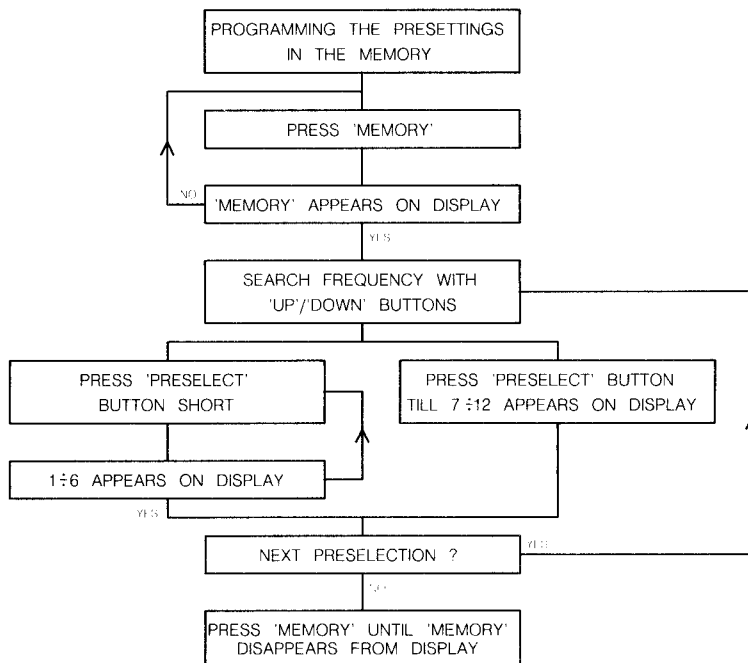 PROGRAMMING THE PRESETTINGS
IN THE MEMORY
PRESS 'MEMORY'
NO
'MEMORY' APPEARS ON DISPLAY
YES
SEARCH FREQUENCY WITH
'UP'/'DOWN' BUTTONS
PRESS 'PRESELECT'
BUTTON SHORT
PRESS 'PRESELECT' BUTTON
TILL 7÷12 APPEARS ON DISPLAY
1÷6 APPEARS ON DISPLAY
YES
NEXT PRESELECTION ?
YES
NO
PRESS 'MEMORY' UNTIL 'MEMORY'
DISAPPEARS FROM DISPLAY